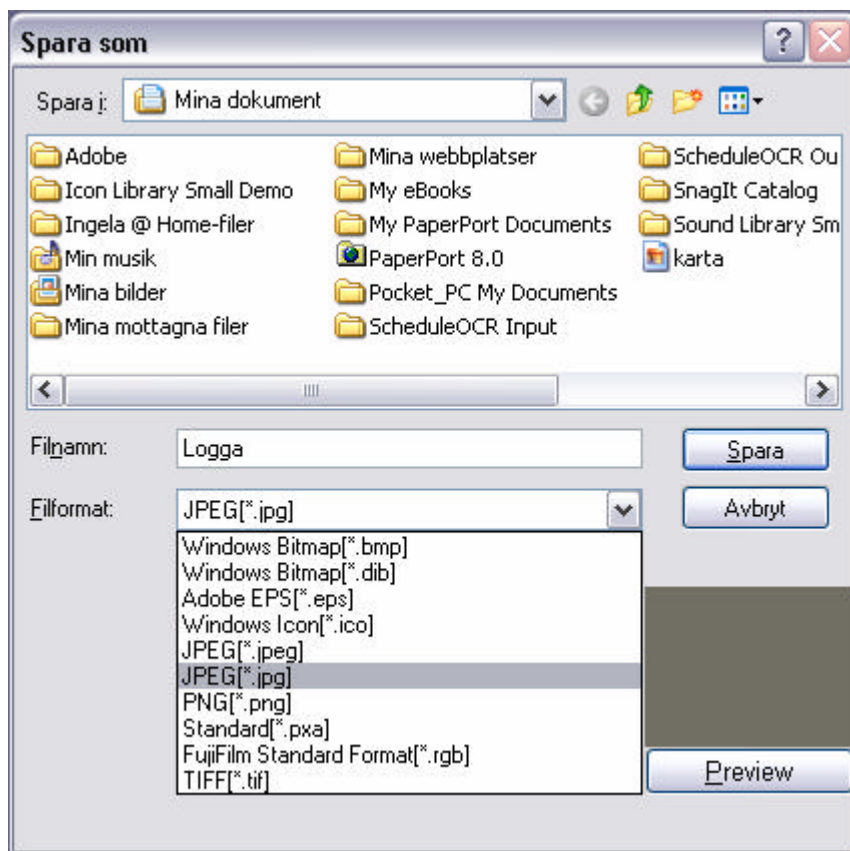 Spara som
Spara i: Mina dokument
Adobe Mina webbplatser ScheduleOCR Ou
Icon Library Small Demo My eBooks SnagIt Catalog
Ingela @ Home-filer My PaperPort Documents Sound Library Sm
Min musik PaperPort 8.0 karta
Mina bilder Pocket_PC My Documents
Mina mottagna filer ScheduleOCR Input
Filnamn: Logga Spara
Filformat: JPEG[*.jpg] Avbryt
Windows Bitmap[*.bmp]
Windows Bitmap[*.dib]
Adobe EPS[*.eps]
Windows Icon[*.ico]
JPEG[*.jpeg]
JPEG[*.jpg]
PNG[*.png]
Standard[*.pxa]
FujiFilm Standard Format[*.rgb]
TIFF[*.tif]
Preview